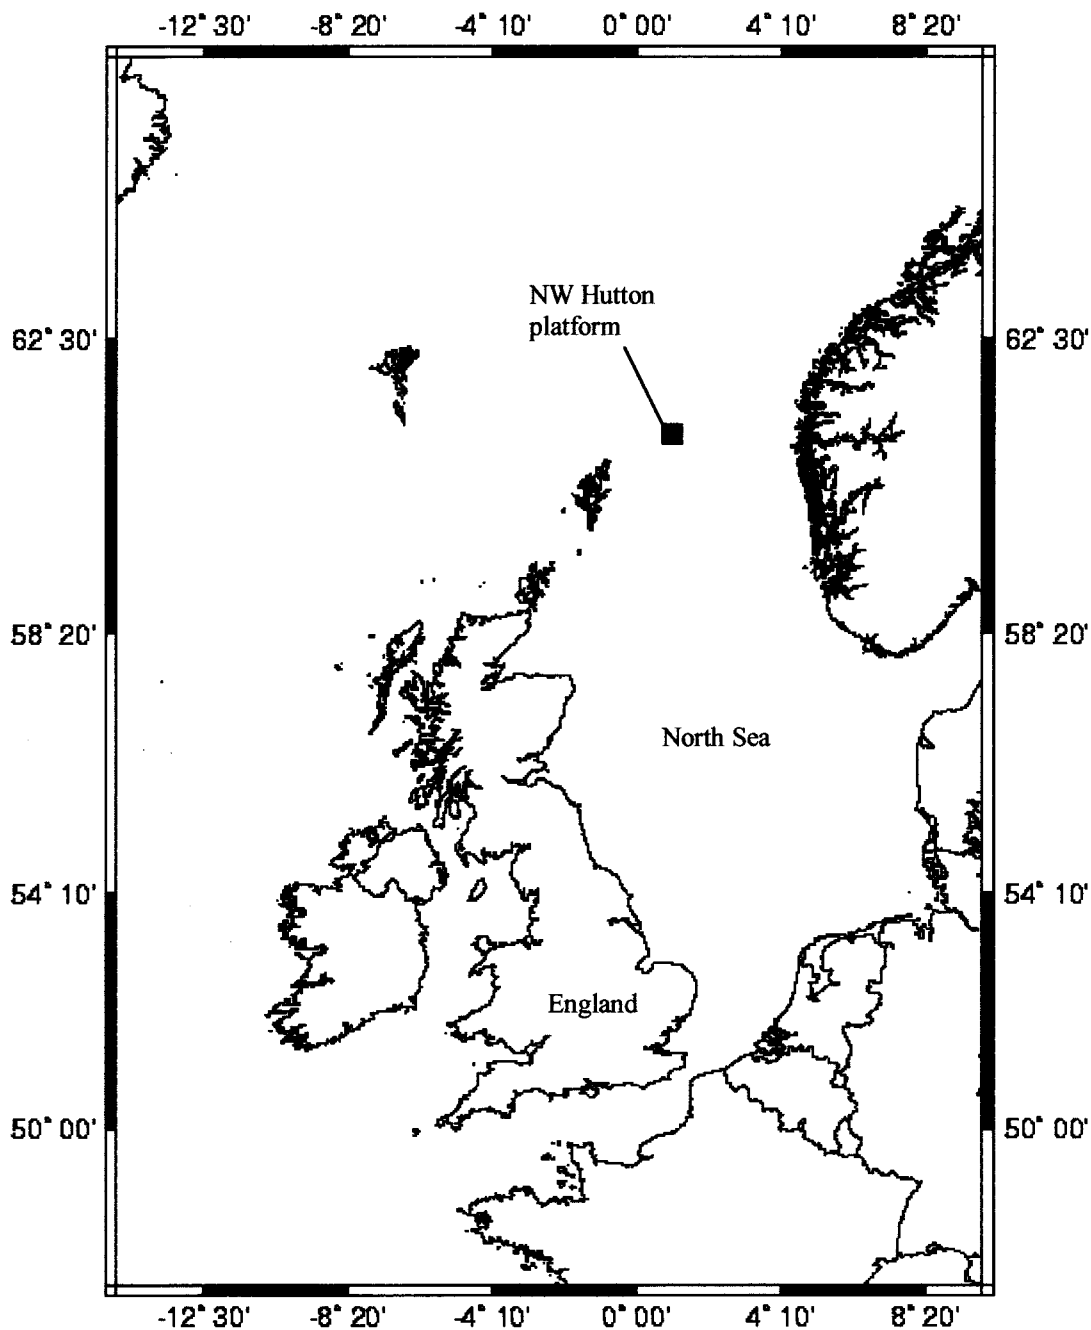 -12° 30' -8° 20' -4° 10' 0° 00' 4° 10' 8° 20'
NW Hutton
platform
62° 30' 62° 30'
58° 20' 58° 20'
North Sea
54° 10' 54° 10'
England
50° 00' 50° 00'
-12° 30' -8° 20' -4° 10' 0° 00' 4° 10' 8° 20'